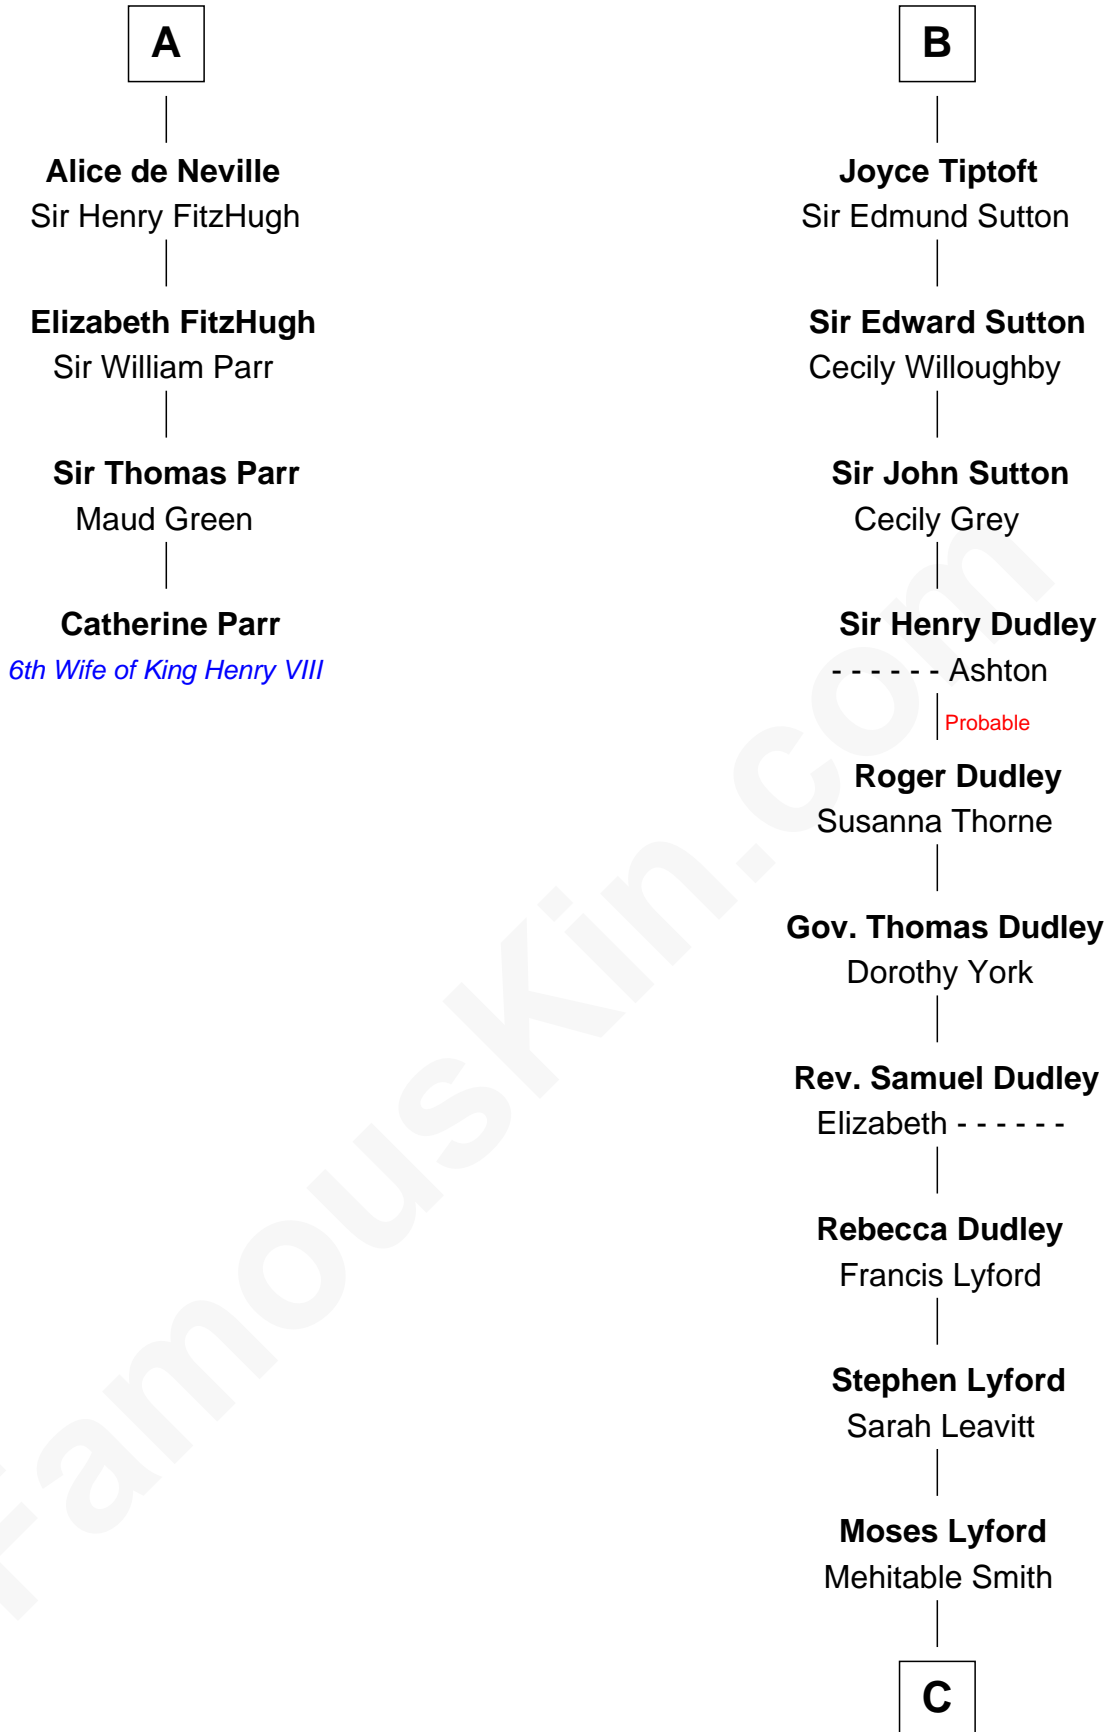 A
Alice de Neville
Sir Henry FitzHugh
Elizabeth FitzHugh
Sir William Parr
Sir Thomas Parr
Maud Green
Catherine Parr
6th Wife of King Henry VIII
B
Joyce Tiptoft
Sir Edmund Sutton
Sir Edward Sutton
Cecily Willoughby
Sir John Sutton
Cecily Grey
Sir Henry Dudley
- - - - - - Ashton
Probable
Roger Dudley
Susanna Thorne
Gov. Thomas Dudley
Dorothy York
Rev. Samuel Dudley
Elizabeth - - - - - -
Rebecca Dudley
Francis Lyford
Stephen Lyford
Sarah Leavitt
Moses Lyford
Mehitable Smith
C
FamousKin.com